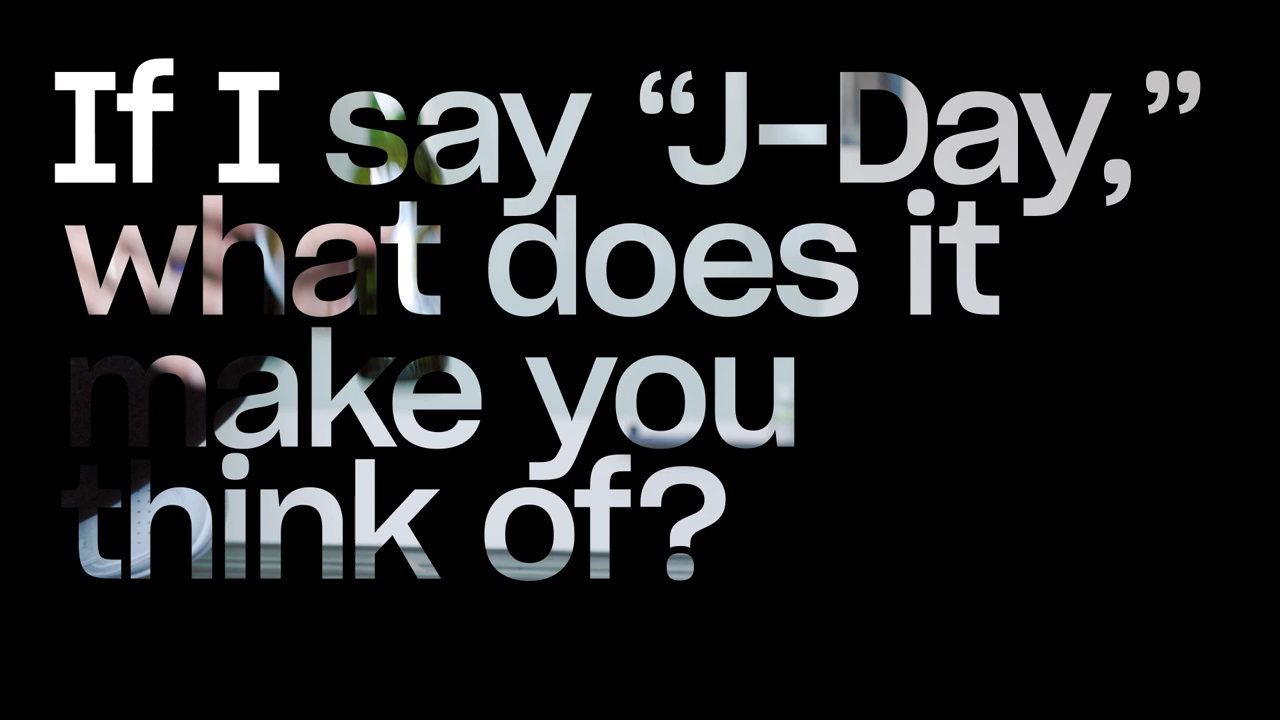 If I say “J-Day,”
what does it
make you
think of?